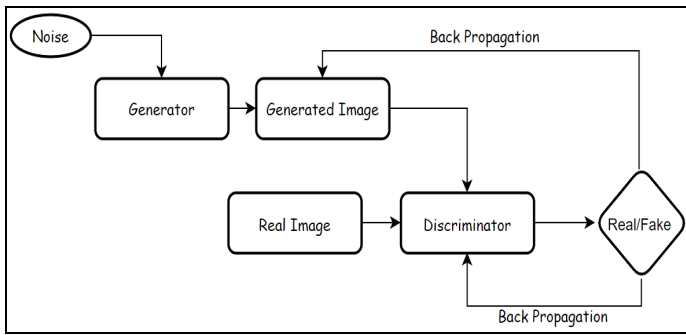 Noise
Back Propagation
Generator
Generated Image
Real Image
Discriminator
Real/Fake
Back Propagation